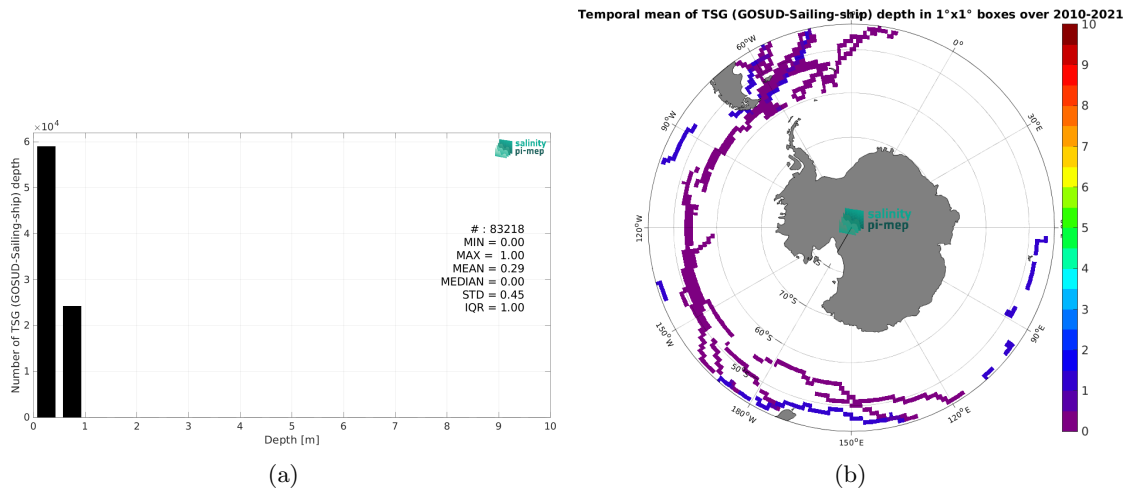 Temporal mean of TSG (GOSUD-Sailing-ship) depth in 1°x1° boxes over 2010-2021
×10⁴
Number of TSG (GOSUD-Sailing-ship) depth
6
5
4
3
2
1
0
salinity
pi-mep
# : 83218
MIN = 0.00
MAX = 1.00
MEAN = 0.29
MEDIAN = 0.00
STD = 0.45
IQR = 1.00
0 1 2 3 4 5 6 7 8 9 10
Depth [m]
(a)
60°W
0°
30°E
90°W
120°W
150°W
180°W
150°E
120°E
90°E
70°S
60°S
50°S
salinity
pi-mep
10
9
8
7
6
5
4
3
2
1
0
(b)